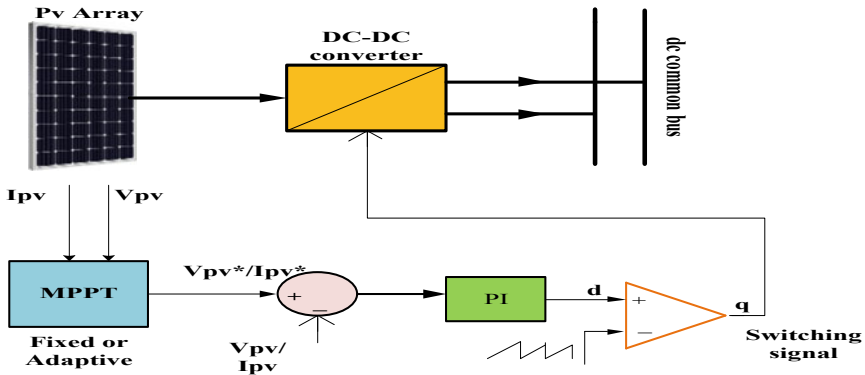 Pv Array
DC-DC
converter
dc common bus
Ipv
Vpv
MPPT
Fixed or
Adaptive
Vpv*/Ipv*
+
−
Vpv/
Ipv
PI
d
+
−
q
Switching
signal